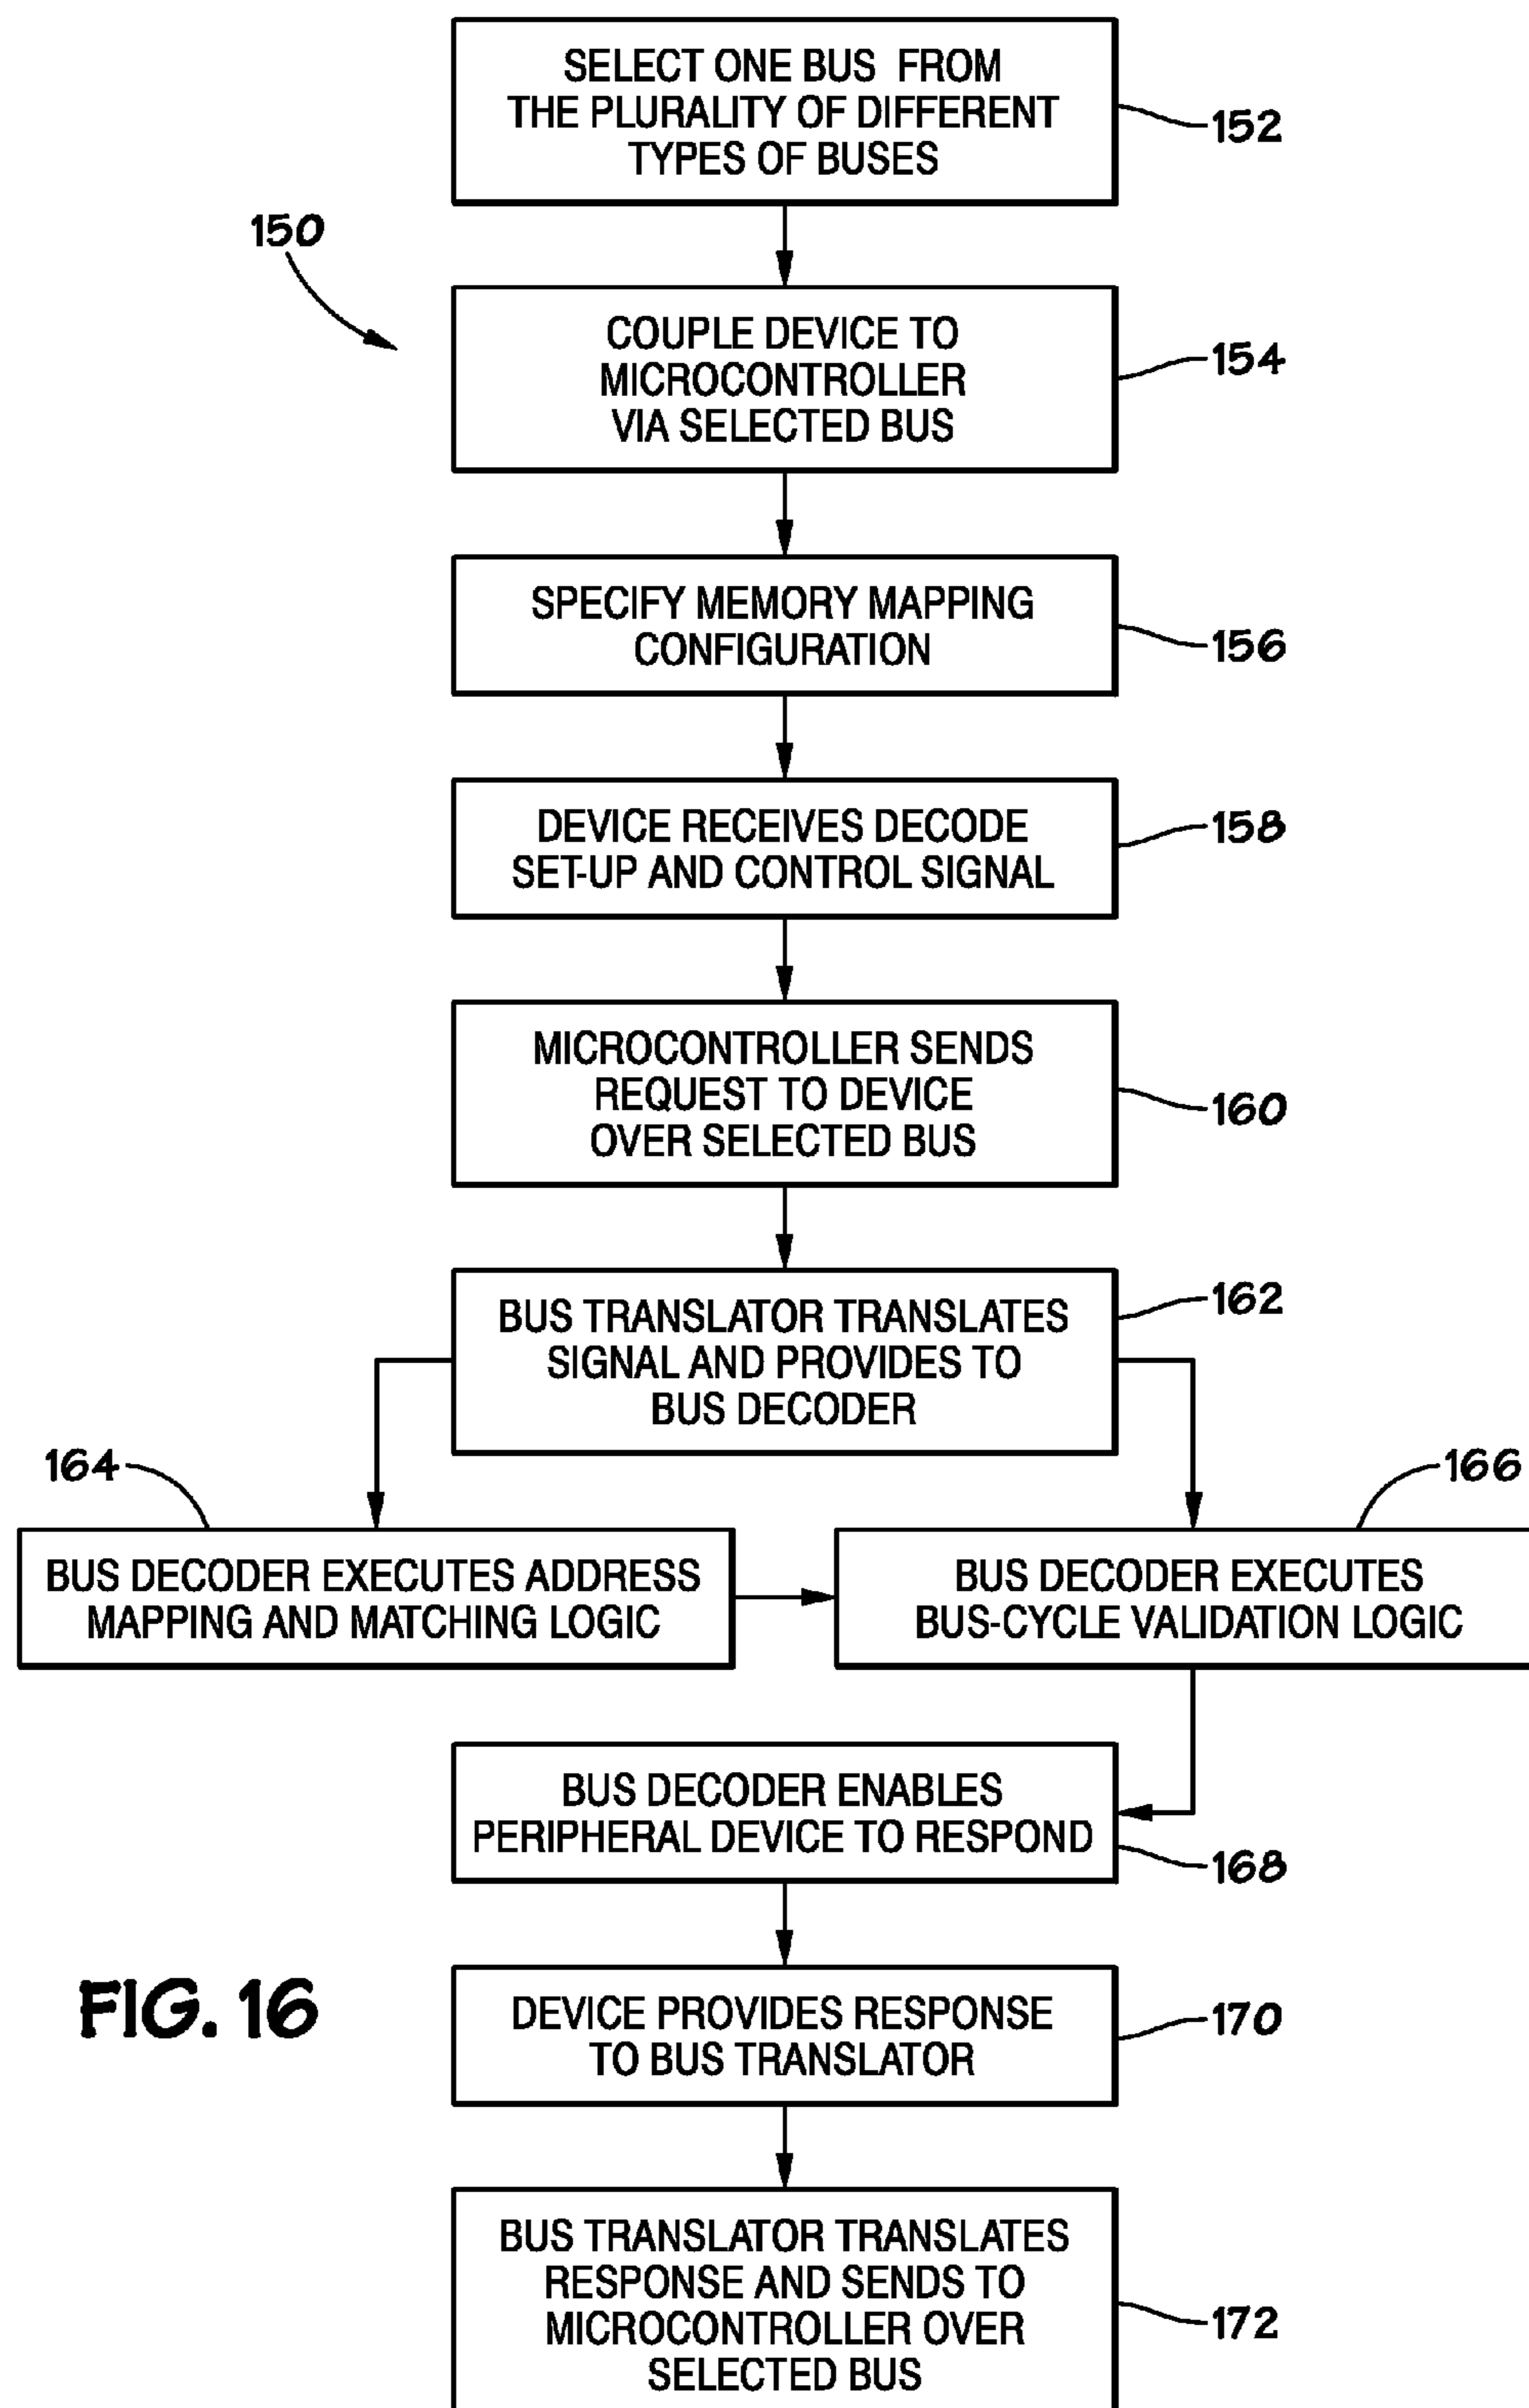 SELECT ONE BUS FROM
THE PLURALITY OF DIFFERENT
TYPES OF BUSES
152
150
COUPLE DEVICE TO
MICROCONTROLLER
VIA SELECTED BUS
154
SPECIFY MEMORY MAPPING
CONFIGURATION
156
DEVICE RECEIVES DECODE
SET-UP AND CONTROL SIGNAL
158
MICROCONTROLLER SENDS
REQUEST TO DEVICE
OVER SELECTED BUS
160
BUS TRANSLATOR TRANSLATES
SIGNAL AND PROVIDES TO
BUS DECODER
162
164
BUS DECODER EXECUTES ADDRESS
MAPPING AND MATCHING LOGIC
166
BUS DECODER EXECUTES
BUS-CYCLE VALIDATION LOGIC
BUS DECODER ENABLES
PERIPHERAL DEVICE TO RESPOND
168
FIG. 16
DEVICE PROVIDES RESPONSE
TO BUS TRANSLATOR
170
BUS TRANSLATOR TRANSLATES
RESPONSE AND SENDS TO
MICROCONTROLLER OVER
SELECTED BUS
172